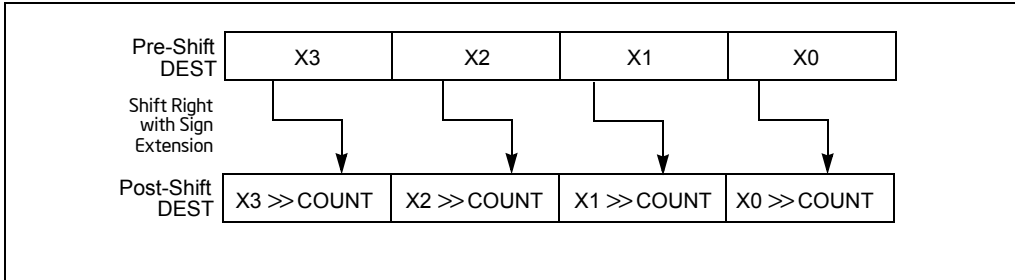 Pre-Shift
DEST
X3 X2 X1 X0
Shift Right
with Sign
Extension
Post-Shift
DEST
X3 >> COUNT X2 >> COUNT X1 >> COUNT X0 >> COUNT